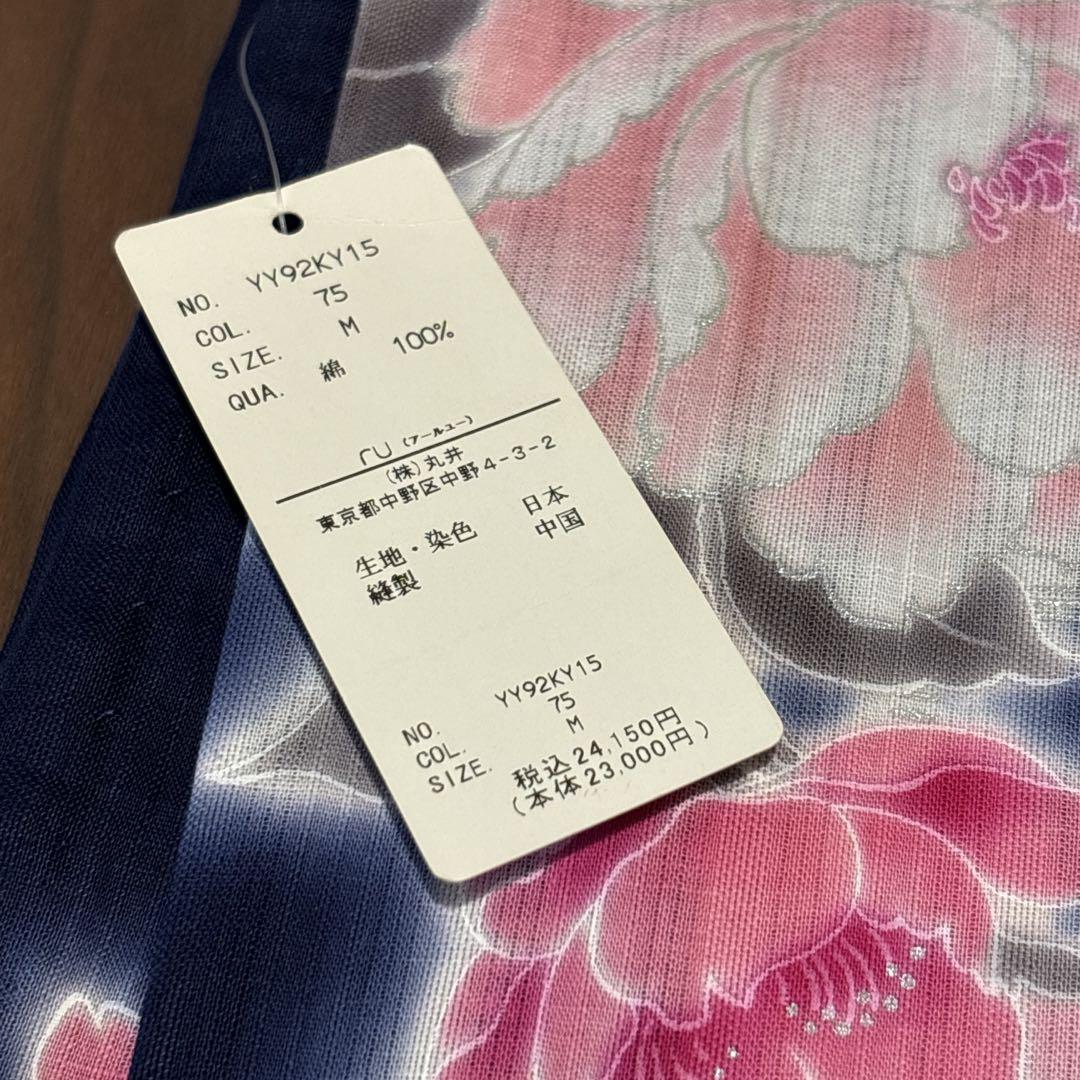 NO. YY92KY15
COL. 75
SIZE. M
QUA. 綿 100%
ru (アールユー)
(株)丸井
東京都中野区中野4-3-2
生地・染色 日本
縫製 中国
NO. YY92KY15
COL. 75
SIZE. M
税込24,150円
(本体23,000円)